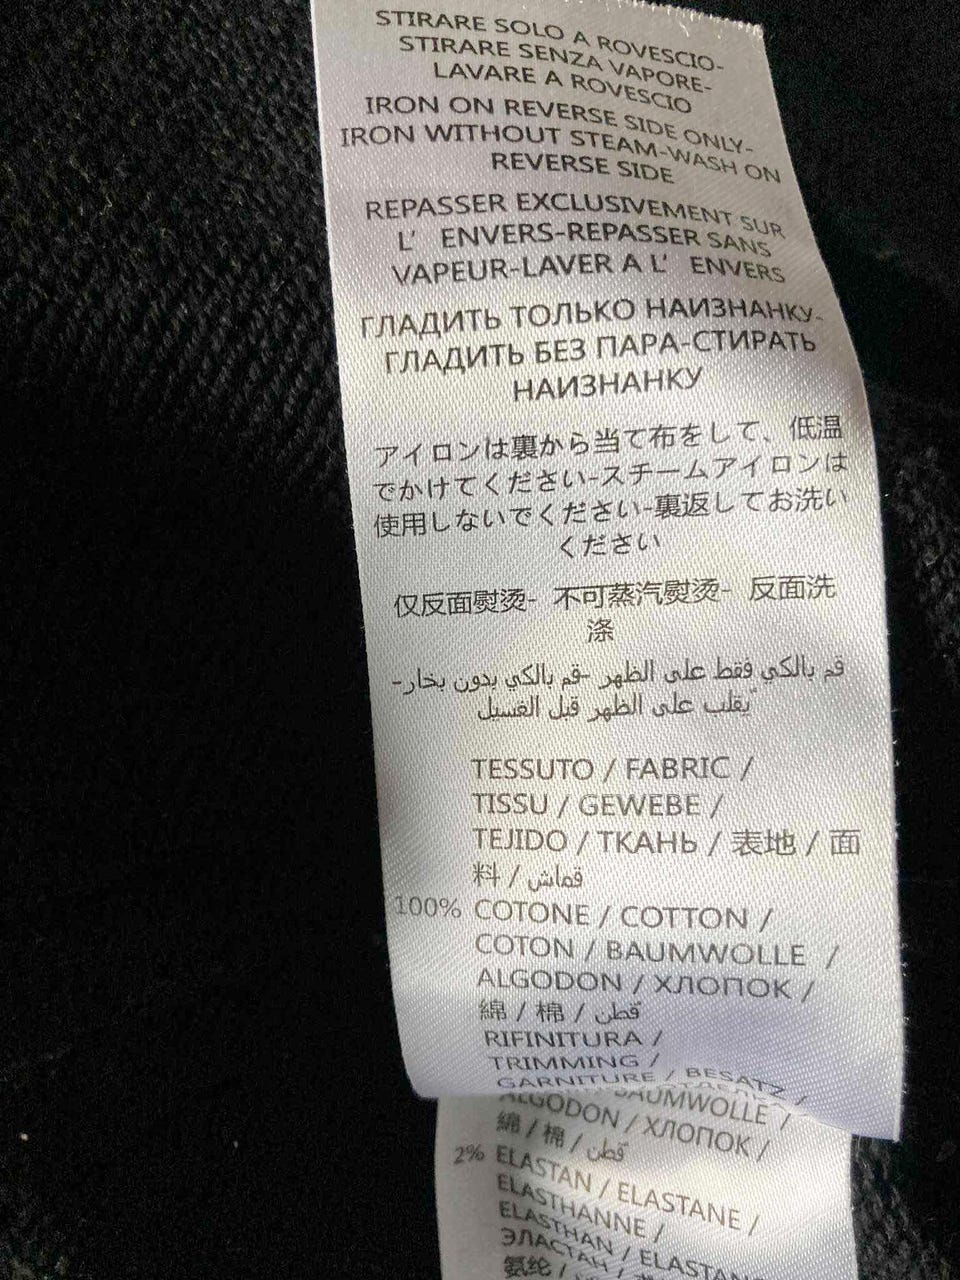 STIRARE SOLO A ROVESCIO-
STIRARE SENZA VAPORE-
LAVARE A ROVESCIO
IRON ON REVERSE SIDE ONLY-
IRON WITHOUT STEAM-WASH ON
REVERSE SIDE
REPASSER EXCLUSIVEMENT SUR
L' ENVERS-REPASSER SANS
VAPEUR-LAVER A L' ENVERS
ГЛАДИТЬ ТОЛЬКО НАИЗНАНКУ-
ГЛАДИТЬ БЕЗ ПАРА-СТИРАТЬ
НАИЗНАНКУ
アイロンは裏から当て布をして、低温
でかけてください-スチームアイロンは
使用しないでください-裏返してお洗い
ください
仅反面熨烫- 不可蒸汽熨烫- 反面洗
涤
قم بالكي فقط على الظهر -قم بالكي بدون بخار-
يقلب على الظهر قبل الغسيل
TESSUTO / FABRIC /
TISSU / GEWEBE /
TEJIDO / ТКАНЬ / 表地 / 面
料 / قماش
100% COTONE / COTTON /
COTON / BAUMWOLLE /
ALGODON / ХЛОПОК /
綿 / 棉 / قطن
RIFINITURA /
TRIMMING /
GARNITURE / BESATZ /
BAUMWOLLE /
ALGODON / ХЛОПОК /
綿 / 棉 / قطن
2% ELASTAN / ELASTANE /
ELASTHANNE /
ELASTHAN / ELASTAN
ЭЛАСТАН /
氨纶 /